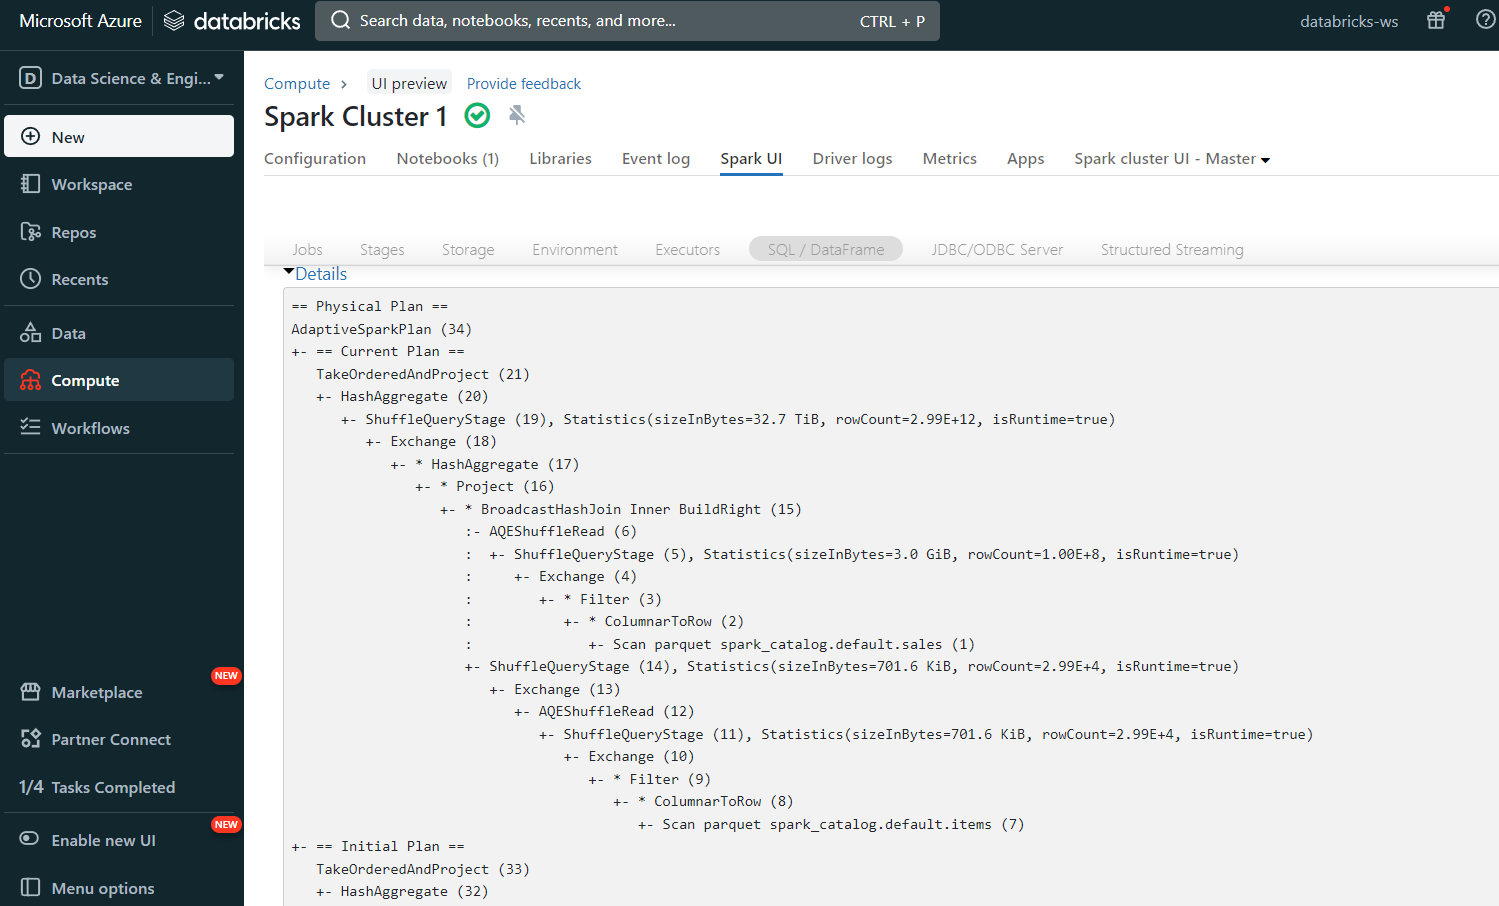 Microsoft Azure databricks Search data, notebooks, recents, and more... CTRL + P databricks-ws
D Data Science & Engi...
New
Workspace
Repos
Recents
Data
Compute
Workflows
NEW
Marketplace
Partner Connect
1/4 Tasks Completed
NEW
Enable new UI
Menu options
Compute > UI preview Provide feedback
Spark Cluster 1
Configuration Notebooks (1) Libraries Event log Spark UI Driver logs Metrics Apps Spark cluster UI - Master
Jobs Stages Storage Environment Executors SQL / DataFrame JDBC/ODBC Server Structured Streaming
Details
== Physical Plan ==
AdaptiveSparkPlan (34)
+- == Current Plan ==
   TakeOrderedAndProject (21)
   +- HashAggregate (20)
      +- ShuffleQueryStage (19), Statistics(sizeInBytes=32.7 TiB, rowCount=2.99E+12, isRuntime=true)
         +- Exchange (18)
            +- * HashAggregate (17)
               +- * Project (16)
                  +- * BroadcastHashJoin Inner BuildRight (15)
                     :- AQEShuffleRead (6)
                     :  +- ShuffleQueryStage (5), Statistics(sizeInBytes=3.0 GiB, rowCount=1.00E+8, isRuntime=true)
                     :     +- Exchange (4)
                     :        +- * Filter (3)
                     :           +- * ColumnarToRow (2)
                     :              +- Scan parquet spark_catalog.default.sales (1)
                     +- ShuffleQueryStage (14), Statistics(sizeInBytes=701.6 KiB, rowCount=2.99E+4, isRuntime=true)
                        +- Exchange (13)
                           +- AQEShuffleRead (12)
                              +- ShuffleQueryStage (11), Statistics(sizeInBytes=701.6 KiB, rowCount=2.99E+4, isRuntime=true)
                                 +- Exchange (10)
                                    +- * Filter (9)
                                       +- * ColumnarToRow (8)
                                          +- Scan parquet spark_catalog.default.items (7)
+- == Initial Plan ==
   TakeOrderedAndProject (33)
   +- HashAggregate (32)